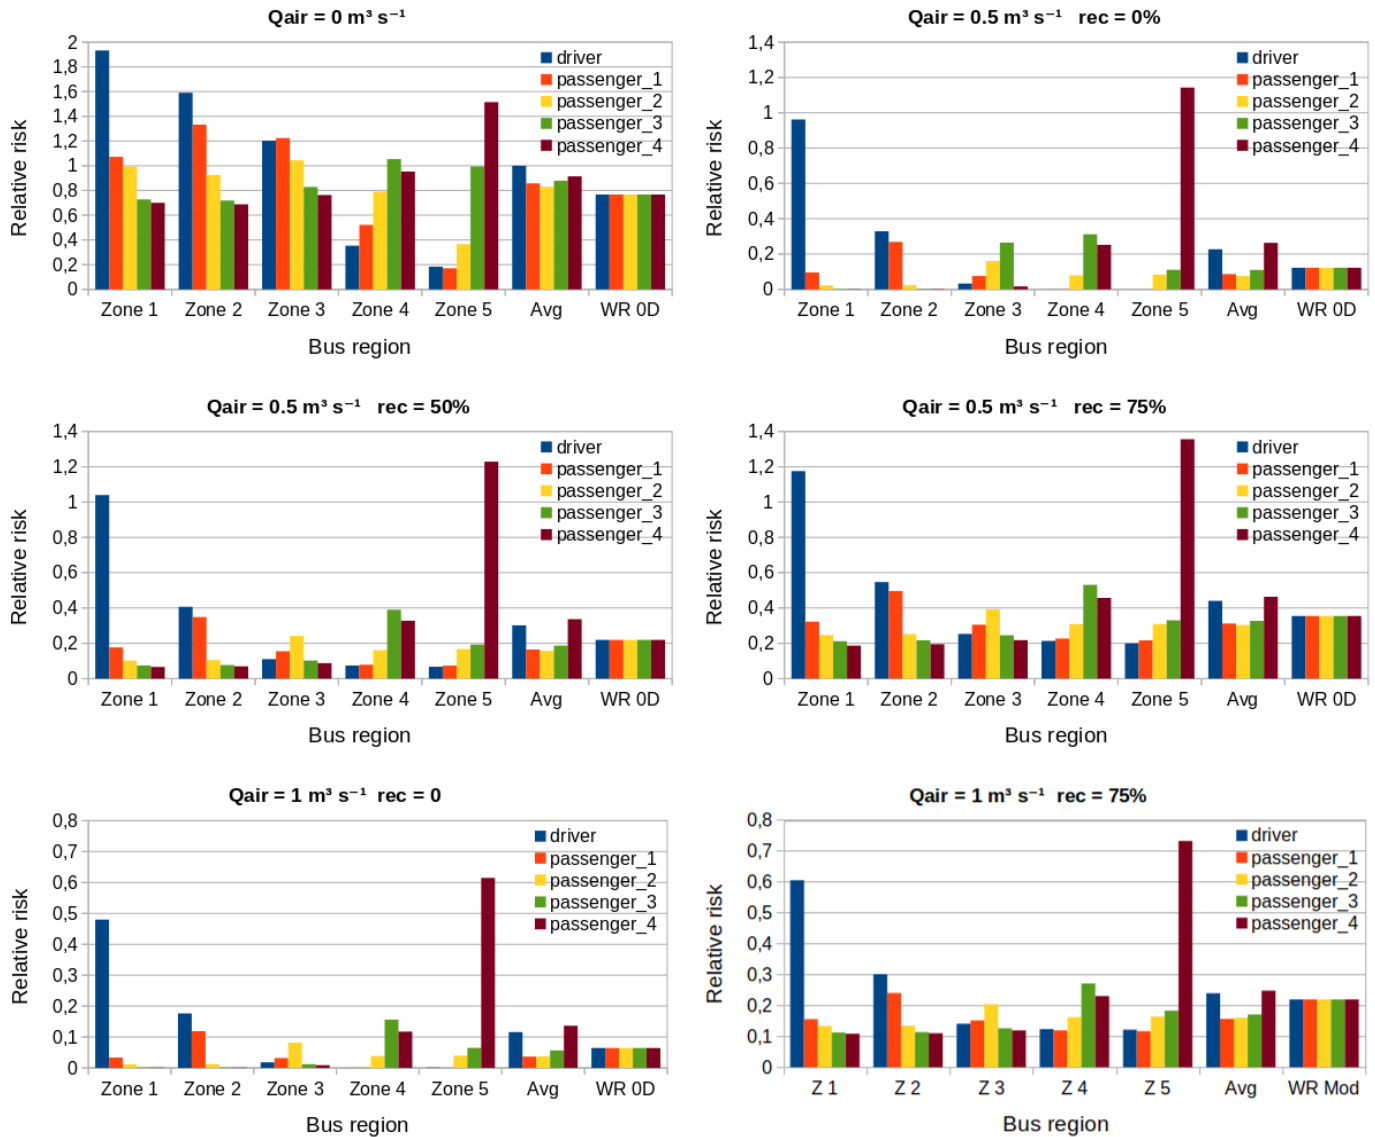 Qair = 0 m³ s⁻¹
Relative risk
2
1,8
1,6
1,4
1,2
1
0,8
0,6
0,4
0,2
0
driver
passenger_1
passenger_2
passenger_3
passenger_4
Zone 1 Zone 2 Zone 3 Zone 4 Zone 5 Avg WR 0D
Bus region
Qair = 0.5 m³ s⁻¹ rec = 0%
Relative risk
1,4
1,2
1
0,8
0,6
0,4
0,2
0
driver
passenger_1
passenger_2
passenger_3
passenger_4
Zone 1 Zone 2 Zone 3 Zone 4 Zone 5 Avg WR 0D
Bus region
Qair = 0.5 m³ s⁻¹ rec = 50%
Relative risk
1,4
1,2
1
0,8
0,6
0,4
0,2
0
driver
passenger_1
passenger_2
passenger_3
passenger_4
Zone 1 Zone 2 Zone 3 Zone 4 Zone 5 Avg WR 0D
Bus region
Qair = 0.5 m³ s⁻¹ rec = 75%
Relative risk
1,4
1,2
1
0,8
0,6
0,4
0,2
0
driver
passenger_1
passenger_2
passenger_3
passenger_4
Zone 1 Zone 2 Zone 3 Zone 4 Zone 5 Avg WR 0D
Bus region
Qair = 1 m³ s⁻¹ rec = 0
Relative risk
0,8
0,7
0,6
0,5
0,4
0,3
0,2
0,1
0
driver
passenger_1
passenger_2
passenger_3
passenger_4
Zone 1 Zone 2 Zone 3 Zone 4 Zone 5 Avg WR 0D
Bus region
Qair = 1 m³ s⁻¹ rec = 75%
Relative risk
0,8
0,7
0,6
0,5
0,4
0,3
0,2
0,1
0
driver
passenger_1
passenger_2
passenger_3
passenger_4
Z 1 Z 2 Z 3 Z 4 Z 5 Avg WR Mod
Bus region